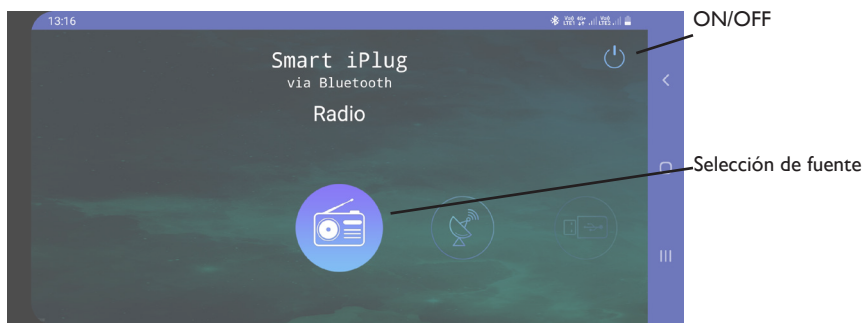 13:16
ON/OFF
Smart iPlug
via Bluetooth
Radio
Selección de fuente